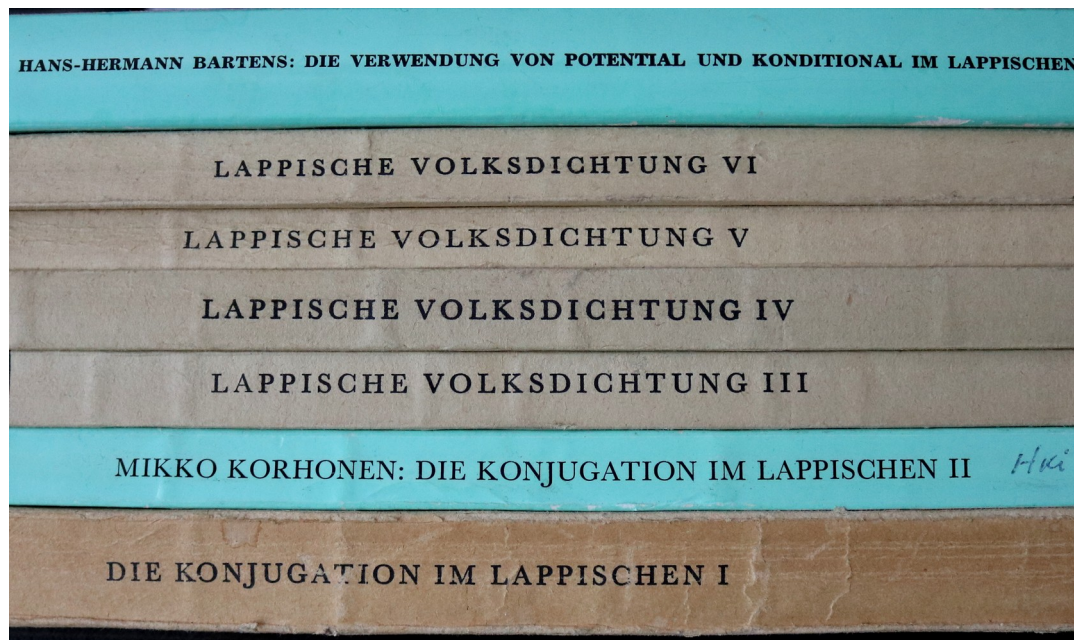 HANS-HERMANN BARTENS: DIE VERWENDUNG VON POTENTIAL UND KONDITIONAL IM LAPPISCHEN
LAPPISCHE VOLKSDICHTUNG VI
LAPPISCHE VOLKSDICHTUNG V
LAPPISCHE VOLKSDICHTUNG IV
LAPPISCHE VOLKSDICHTUNG III
MIKKO KORHONEN: DIE KONJUGATION IM LAPPISCHEN II Hki
DIE KONJUGATION IM LAPPISCHEN I